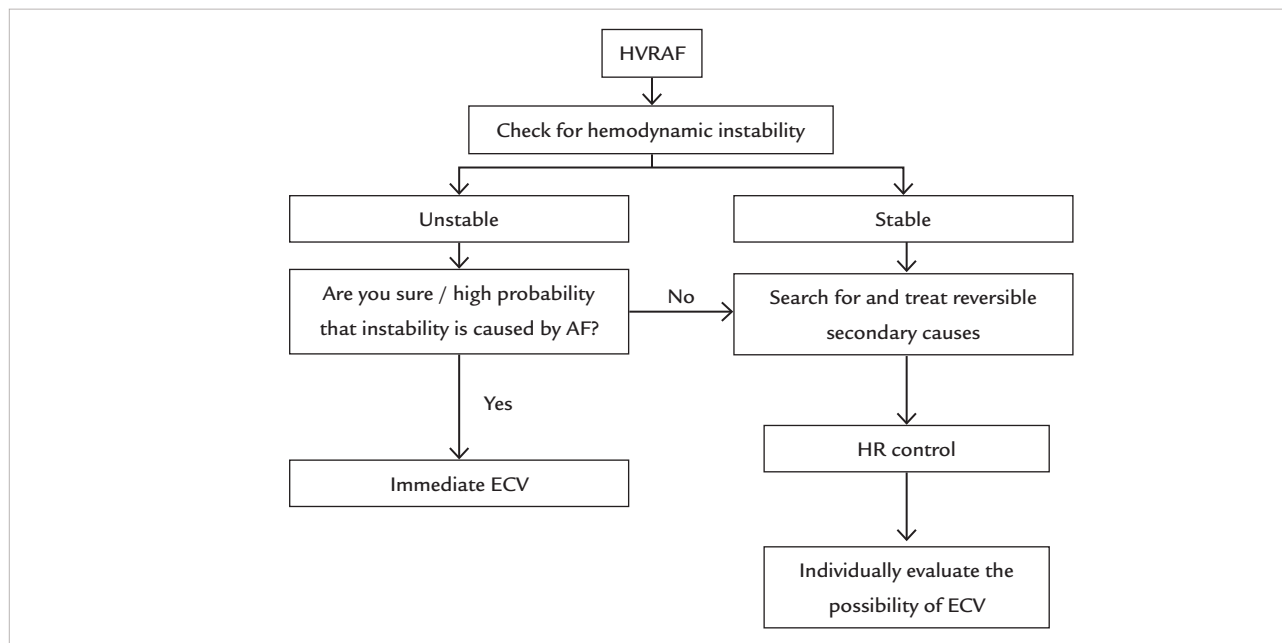 HVRAF
Check for hemodynamic instability
Unstable
Stable
Are you sure / high probability
that instability is caused by AF?
No
Search for and treat reversible
secondary causes
Yes
HR control
Immediate ECV
Individually evaluate the
possibility of ECV